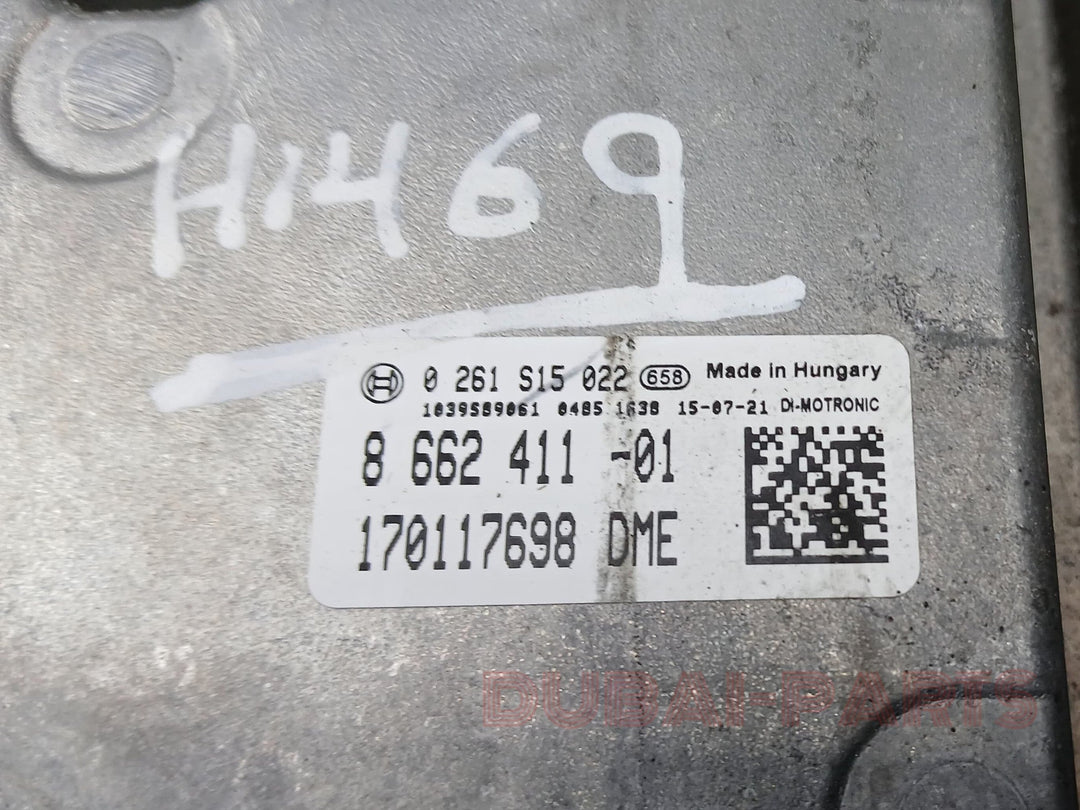 H1469
0 261 S15 022 658 Made in Hungary
1039S89061 0485 1638 15-07-21 DI-MOTRONIC
8 662 411 -01
170117698 DME
DUBAI-PARTS